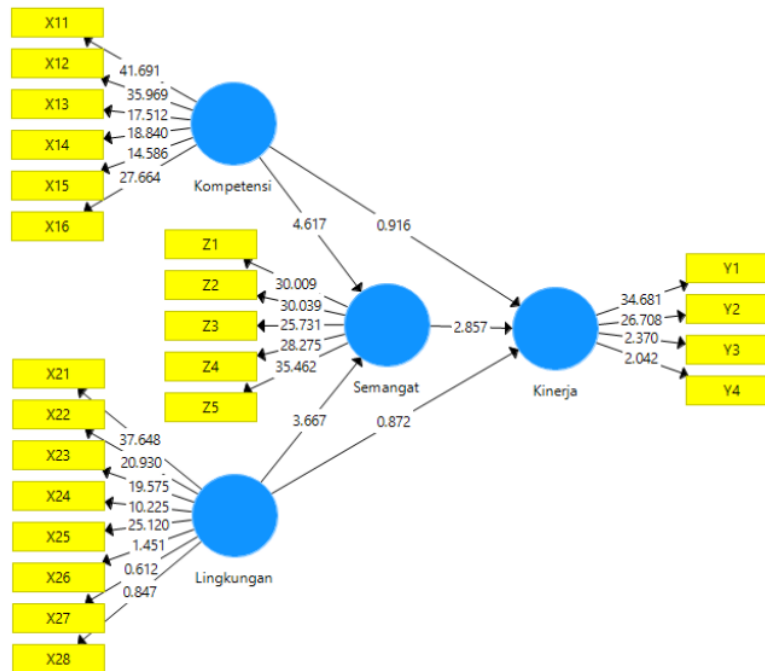 X11
X12
X13
X14
X15
X16
41.691
35.969
17.512
18.840
14.586
27.664
Kompetensi
4.617
0.916
Z1
Z2
Z3
Z4
Z5
30.009
30.039
25.731
28.275
35.462
Semangat
2.857
Kinerja
34.681
26.708
2.370
2.042
Y1
Y2
Y3
Y4
3.667
0.872
X21
X22
X23
X24
X25
X26
X27
X28
37.648
20.930
19.575
10.225
25.120
1.451
0.612
0.847
Lingkungan